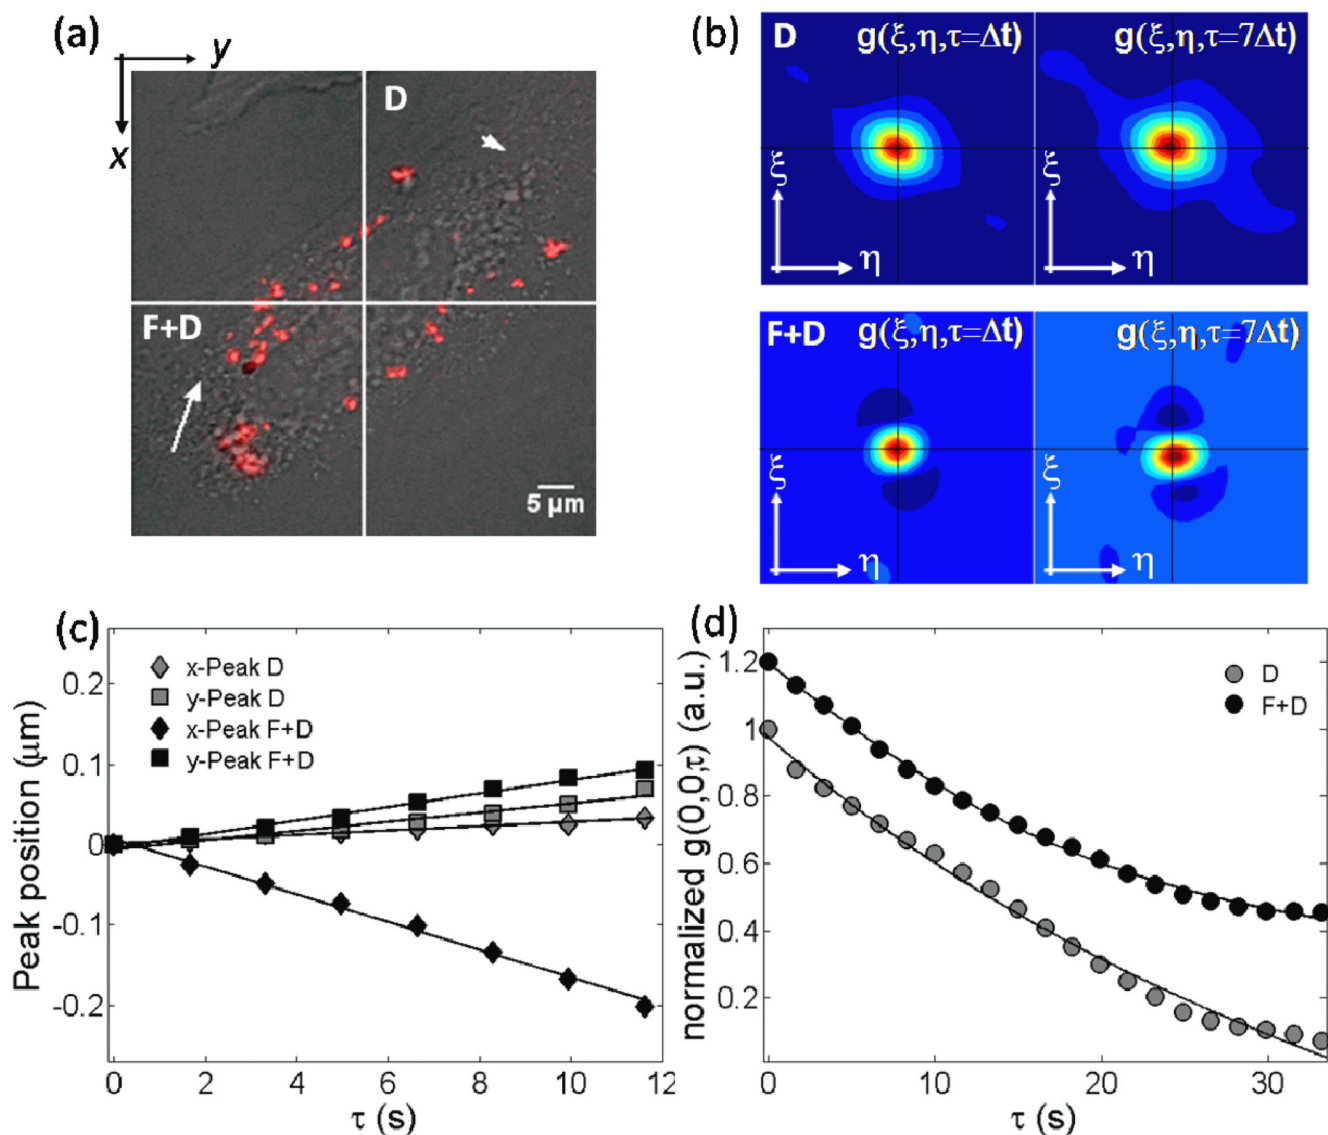 (a)
y
x
D
F+D
5 μm
(b)
D g(ξ,η,τ=Δt) g(ξ,η,τ=7Δt)
ξ ξ
η η
F+D g(ξ,η,τ=Δt) g(ξ,η,τ=7Δt)
ξ ξ
η η
(c)
Peak position (μm)
0.2
0.1
0
-0.1
-0.2
x-Peak D
y-Peak D
x-Peak F+D
y-Peak F+D
0 2 4 6 8 10 12
τ (s)
(d)
normalized g(0,0,τ) (a.u.)
1.2
1
0.8
0.6
0.4
0.2
D
F+D
0 10 20 30
τ (s)